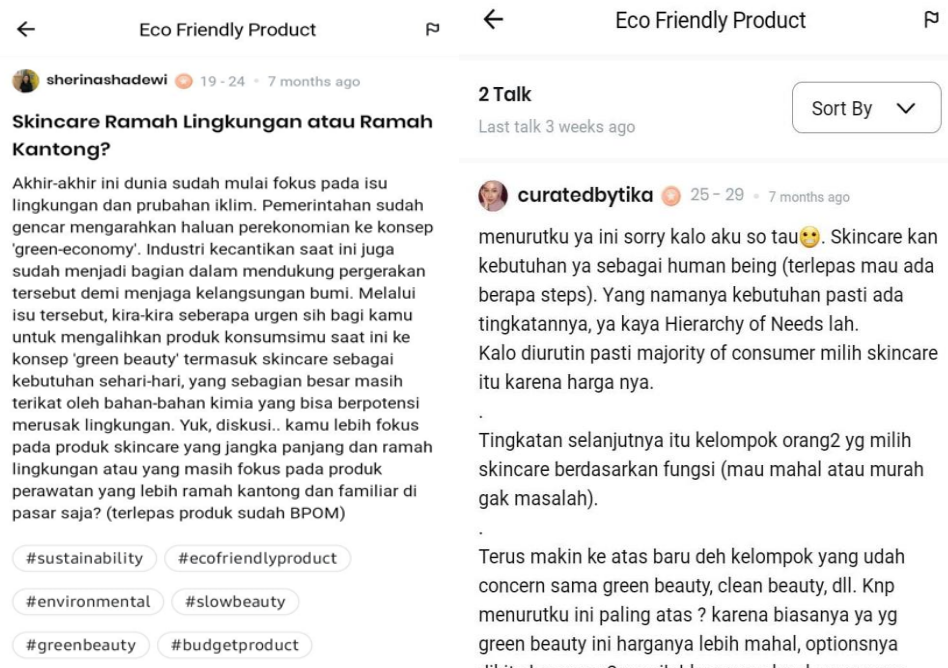 Eco Friendly Product
sherinashadewi 19 - 24 • 7 months ago
Skincare Ramah Lingkungan atau Ramah
Kantong?
Akhir-akhir ini dunia sudah mulai fokus pada isu
lingkungan dan prubahan iklim. Pemerintahan sudah
gencar mengarahkan haluan perekonomian ke konsep
'green-economy'. Industri kecantikan saat ini juga
sudah menjadi bagian dalam mendukung pergerakan
tersebut demi menjaga kelangsungan bumi. Melalui
isu tersebut, kira-kira seberapa urgen sih bagi kamu
untuk mengalihkan produk konsumsimu saat ini ke
konsep 'green beauty' termasuk skincare sebagai
kebutuhan sehari-hari, yang sebagian besar masih
terikat oleh bahan-bahan kimia yang bisa berpotensi
merusak lingkungan. Yuk, diskusi.. kamu lebih fokus
pada produk skincare yang jangka panjang dan ramah
lingkungan atau yang masih fokus pada produk
perawatan yang lebih ramah kantong dan familiar di
pasar saja? (terlepas produk sudah BPOM)
#sustainability #ecofriendlyproduct
#environmental #slowbeauty
#greenbeauty #budgetproduct
Eco Friendly Product
2 Talk
Last talk 3 weeks ago
Sort By
curatedbytika 25 - 29 • 7 months ago
menurutku ya ini sorry kalo aku so tau😬. Skincare kan
kebutuhan ya sebagai human being (terlepas mau ada
berapa steps). Yang namanya kebutuhan pasti ada
tingkatannya, ya kaya Hierarchy of Needs lah.
Kalo diurutin pasti majority of consumer milih skincare
itu karena harga nya.
.
Tingkatan selanjutnya itu kelompok orang2 yg milih
skincare berdasarkan fungsi (mau mahal atau murah
gak masalah).
.
Terus makin ke atas baru deh kelompok yang udah
concern sama green beauty, clean beauty, dll. Knp
menurutku ini paling atas ? karena biasanya ya yg
green beauty ini harganya lebih mahal, optionsnya